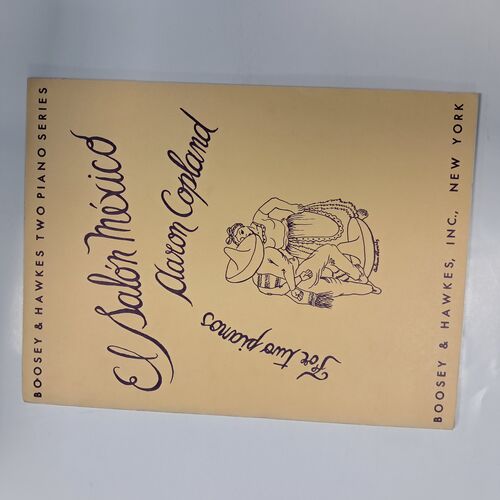 BOOSEY & HAWKES TWO PIANO SERIES
El Salón México
Aaron Copland
For two pianos
BOOSEY & HAWKES, INC., NEW YORK